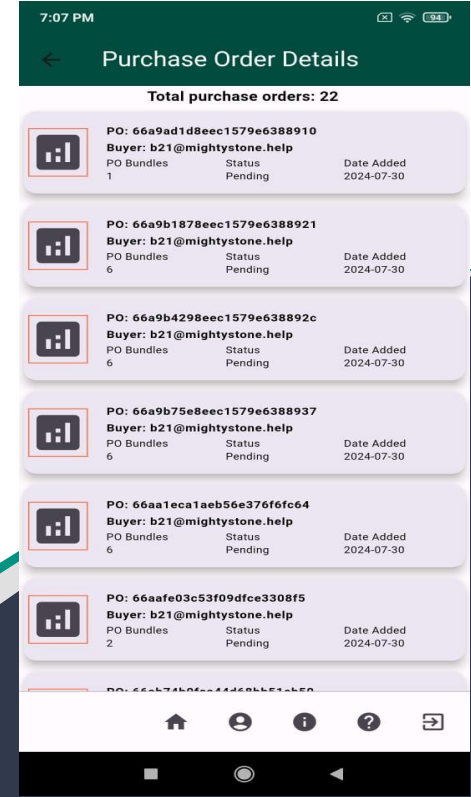 7:07 PM
94
Purchase Order Details
Total purchase orders: 22
PO: 66a9ad1d8eec1579e6388910
Buyer: b21@mightystone.help
PO Bundles Status Date Added
1 Pending 2024-07-30
PO: 66a9b1878eec1579e6388921
Buyer: b21@mightystone.help
PO Bundles Status Date Added
6 Pending 2024-07-30
PO: 66a9b4298eec1579e638892c
Buyer: b21@mightystone.help
PO Bundles Status Date Added
6 Pending 2024-07-30
PO: 66a9b75e8eec1579e6388937
Buyer: b21@mightystone.help
PO Bundles Status Date Added
6 Pending 2024-07-30
PO: 66aa1eca1aeb56e376f6fc64
Buyer: b21@mightystone.help
PO Bundles Status Date Added
6 Pending 2024-07-30
PO: 66aafe03c53f09dfce3308f5
Buyer: b21@mightystone.help
PO Bundles Status Date Added
2 Pending 2024-07-30
PO: